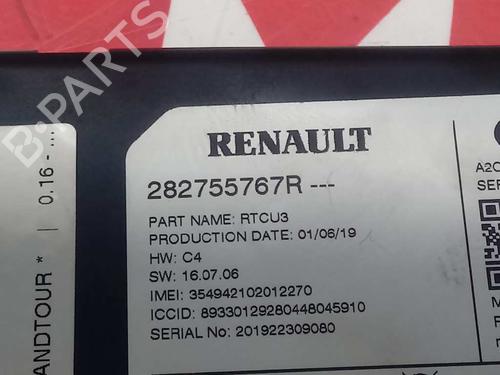 RENAULT
282755767R ---
PART NAME: RTCU3
PRODUCTION DATE: 01/06/19
HW: C4
SW: 16.07.06
IMEI: 354942102012270
ICCID: 89330129280448045910
SERIAL No: 201922309080
A2C
SER
ANDTOUR * | 0.16 - ...
B-PARTS